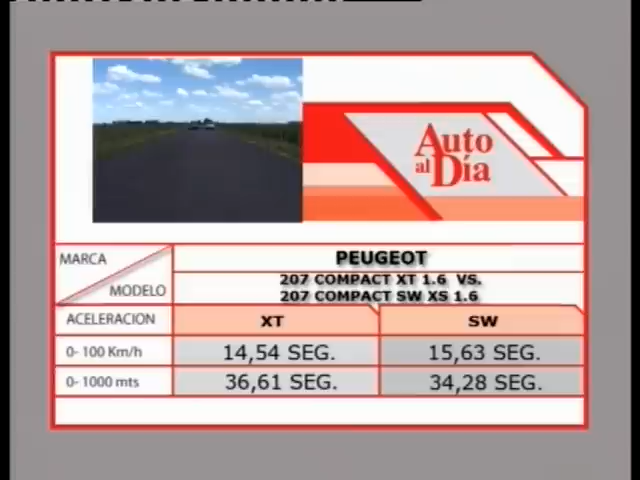 Auto
al Día
MARCA
MODELO
PEUGEOT
207 COMPACT XT 1.6 VS.
207 COMPACT SW XS 1.6
ACELERACION XT SW
0- 100 Km/h 14,54 SEG. 15,63 SEG.
0- 1000 mts 36,61 SEG. 34,28 SEG.